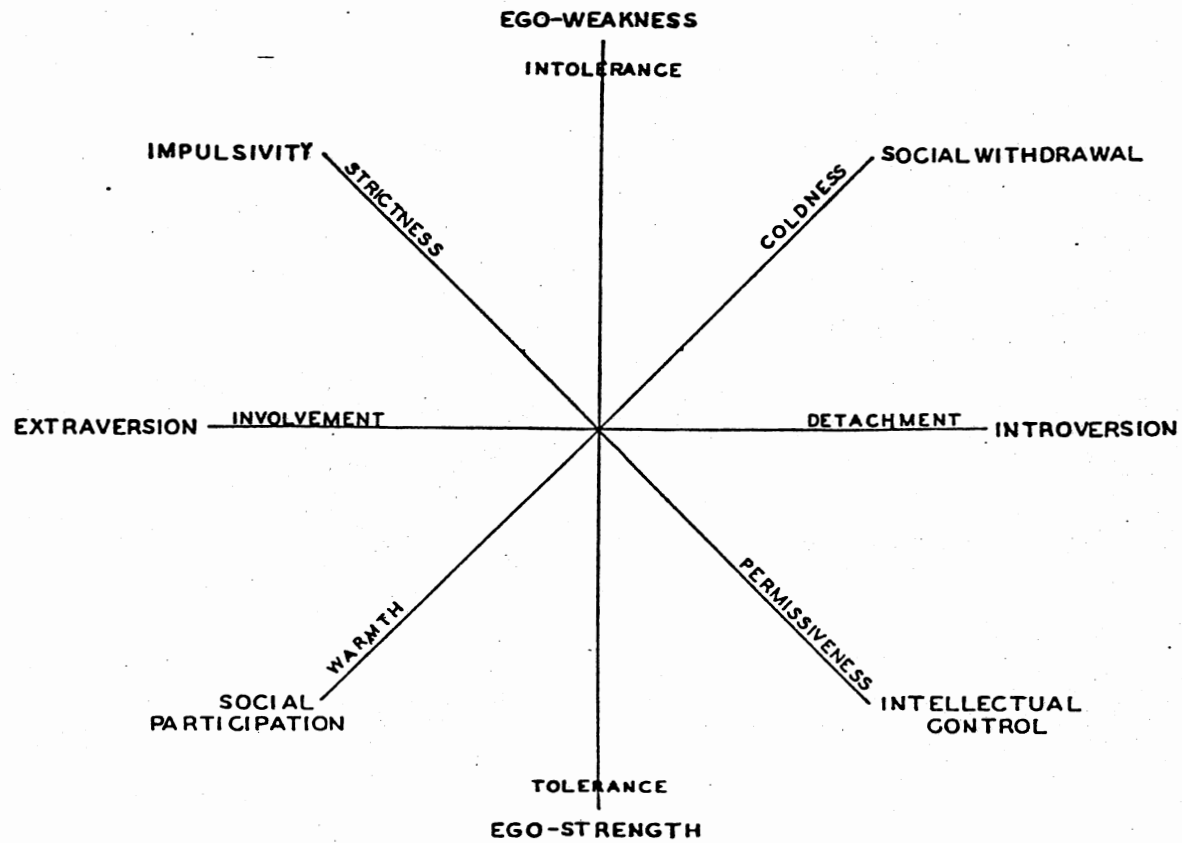 EGO-WEAKNESS
INTOLERANCE
IMPULSIVITY
STRICTNESS
COLDNESS
SOCIAL WITHDRAWAL
EXTRAVERSION
INVOLVEMENT
DETACHMENT
INTROVERSION
WARMTH
PERMISSIVENESS
SOCIAL
PARTICIPATION
INTELLECTUAL
CONTROL
TOLERANCE
EGO-STRENGTH